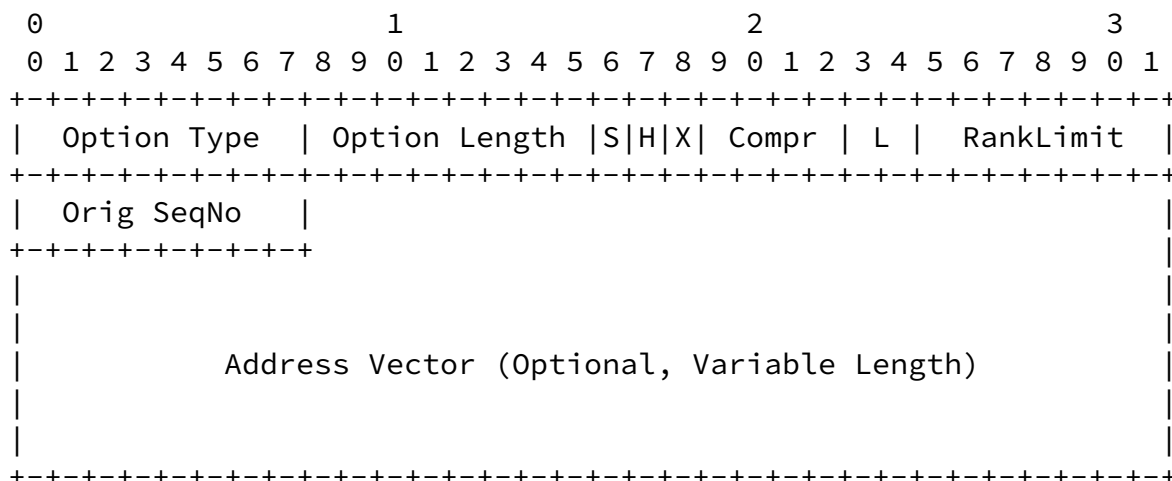 0                   1                   2                   3
 0 1 2 3 4 5 6 7 8 9 0 1 2 3 4 5 6 7 8 9 0 1 2 3 4 5 6 7 8 9 0 1
+-+-+-+-+-+-+-+-+-+-+-+-+-+-+-+-+-+-+-+-+-+-+-+-+-+-+-+-+-+-+-+-+
|  Option Type  | Option Length |S|H|X| Compr | L |  RankLimit  |
+-+-+-+-+-+-+-+-+-+-+-+-+-+-+-+-+-+-+-+-+-+-+-+-+-+-+-+-+-+-+-+-+
|  Orig SeqNo   |                                               |
+-+-+-+-+-+-+-+-+                                               |
|                                                               |
|                                                               |
|           Address Vector (Optional, Variable Length)          |
|                                                               |
|                                                               |
+-+-+-+-+-+-+-+-+-+-+-+-+-+-+-+-+-+-+-+-+-+-+-+-+-+-+-+-+-+-+-+-+